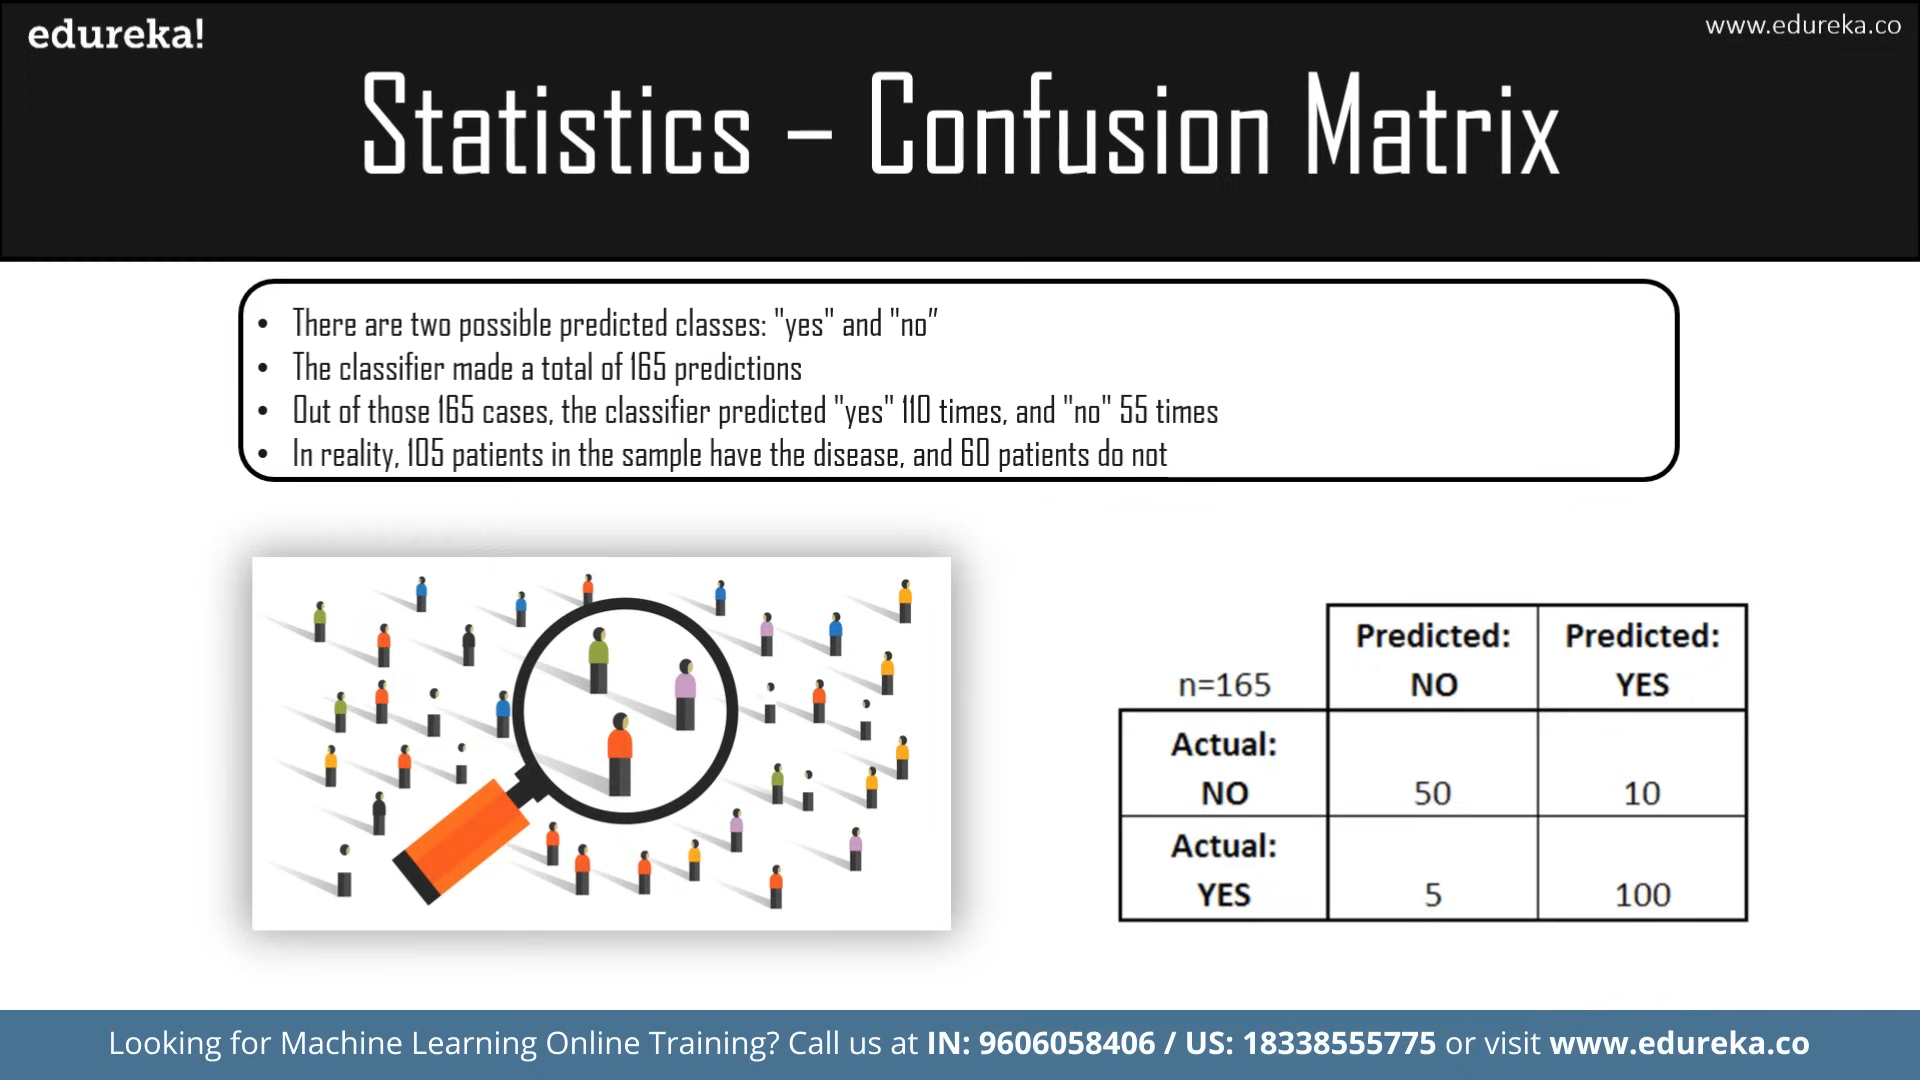 edureka!
www.edureka.co
Statistics – Confusion Matrix
• There are two possible predicted classes: "yes" and "no”
• The classifier made a total of 165 predictions
• Out of those 165 cases, the classifier predicted "yes" 110 times, and "no" 55 times
• In reality, 105 patients in the sample have the disease, and 60 patients do not
Predicted: Predicted:
n=165 NO YES
Actual:
NO 50 10
Actual:
YES 5 100
Looking for Machine Learning Online Training? Call us at IN: 9606058406 / US: 18338555775 or visit www.edureka.co